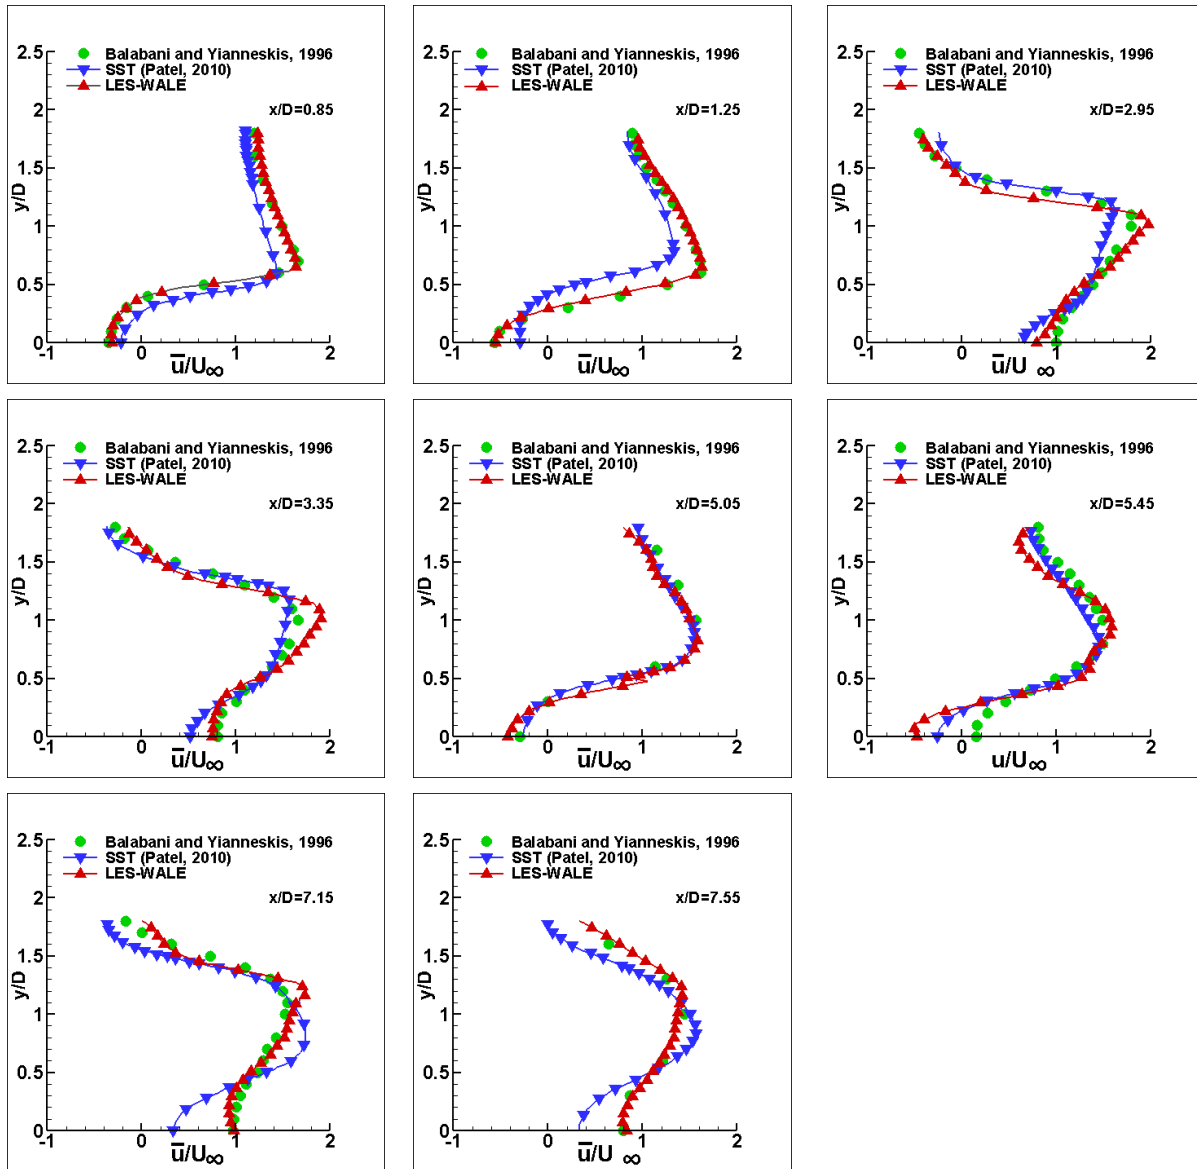 2.5
Balabani and Yianneskis, 1996
SST (Patel, 2010)
LES-WALE
2
x/D=0.85
1.5
y/D
1
0.5
0
-1 0 1 2
u̅/U∞
2.5
Balabani and Yianneskis, 1996
SST (Patel, 2010)
LES-WALE
2
x/D=1.25
1.5
y/D
1
0.5
0
-1 0 1 2
u̅/U∞
2.5
Balabani and Yianneskis, 1996
SST (Patel, 2010)
LES-WALE
2
x/D=2.95
1.5
y/D
1
0.5
0
-1 0 1 2
u̅/U ∞
2.5
Balabani and Yianneskis, 1996
SST (Patel, 2010)
LES-WALE
2
x/D=3.35
1.5
y/D
1
0.5
0
-1 0 1 2
u̅/U∞
2.5
Balabani and Yianneskis, 1996
SST (Patel, 2010)
LES-WALE
2
x/D=5.05
1.5
y/D
1
0.5
0
-1 0 1 2
u̅/U∞
2.5
Balabani and Yianneskis, 1996
SST (Patel, 2010)
LES-WALE
2
x/D=5.45
1.5
y/D
1
0.5
0
-1 0 1 2
u/U ∞
2.5
Balabani and Yianneskis, 1996
SST (Patel, 2010)
LES-WALE
2
x/D=7.15
1.5
y/D
1
0.5
0
-1 0 1 2
u̅/U∞
2.5
Balabani and Yianneskis, 1996
SST (Patel, 2010)
LES-WALE
2
x/D=7.55
1.5
y/D
1
0.5
0
-1 0 1 2
u̅/U ∞